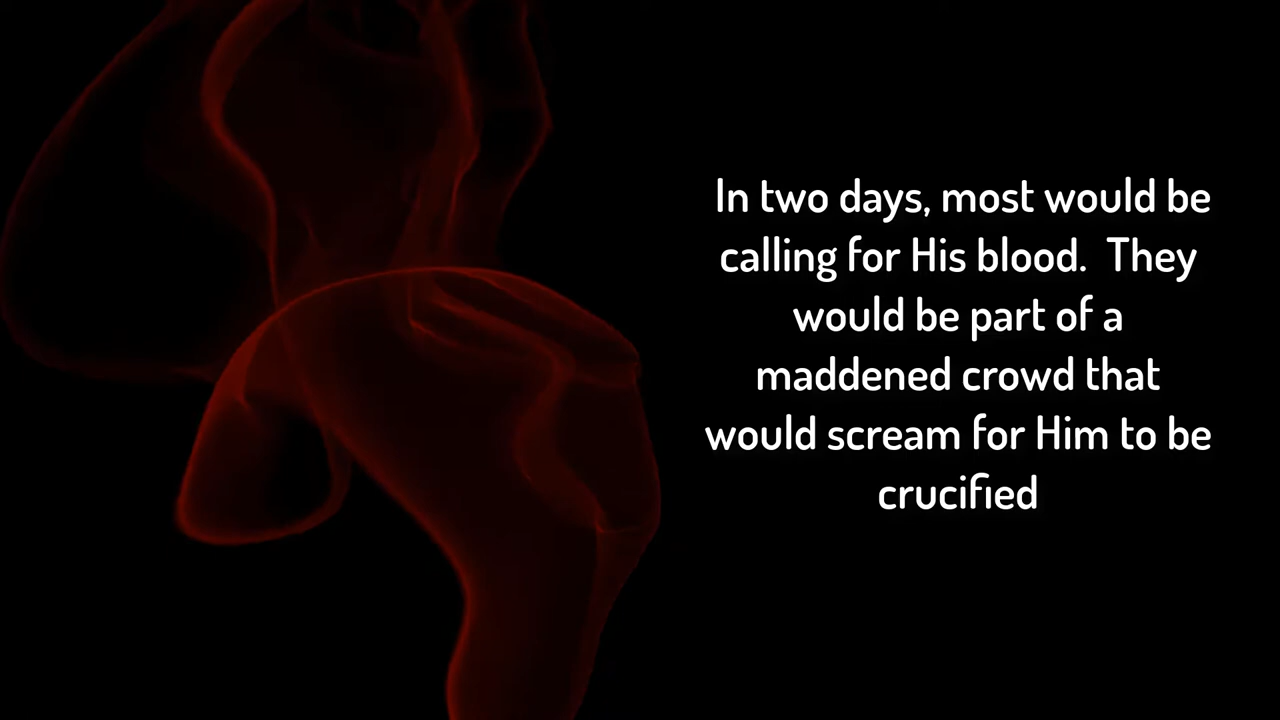 In two days, most would be
calling for His blood.  They
would be part of a
maddened crowd that
would scream for Him to be
crucified